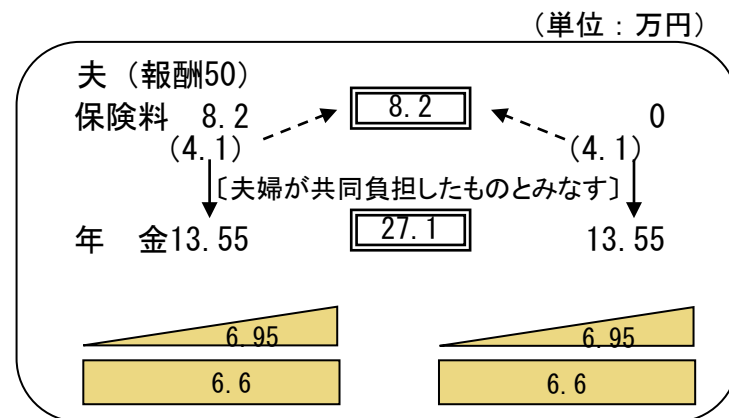 （単位：万円）
夫（報酬50）
保険料 8.2 8.2 0
(4.1) (4.1)
〔夫婦が共同負担したものとみなす〕
年 金13.55 27.1 13.55
6.95 6.95
6.6 6.6